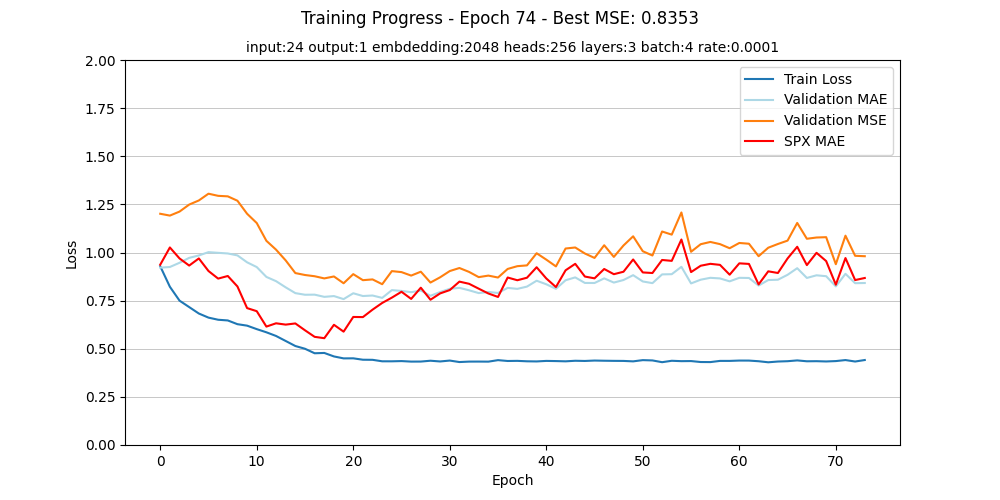 Training Progress - Epoch 74 - Best MSE: 0.8353
input:24 output:1 embdedding:2048 heads:256 layers:3 batch:4 rate:0.0001
Train Loss
Validation MAE
Validation MSE
SPX MAE
Loss
2.00
1.75
1.50
1.25
1.00
0.75
0.50
0.25
0.00
0 10 20 30 40 50 60 70
Epoch